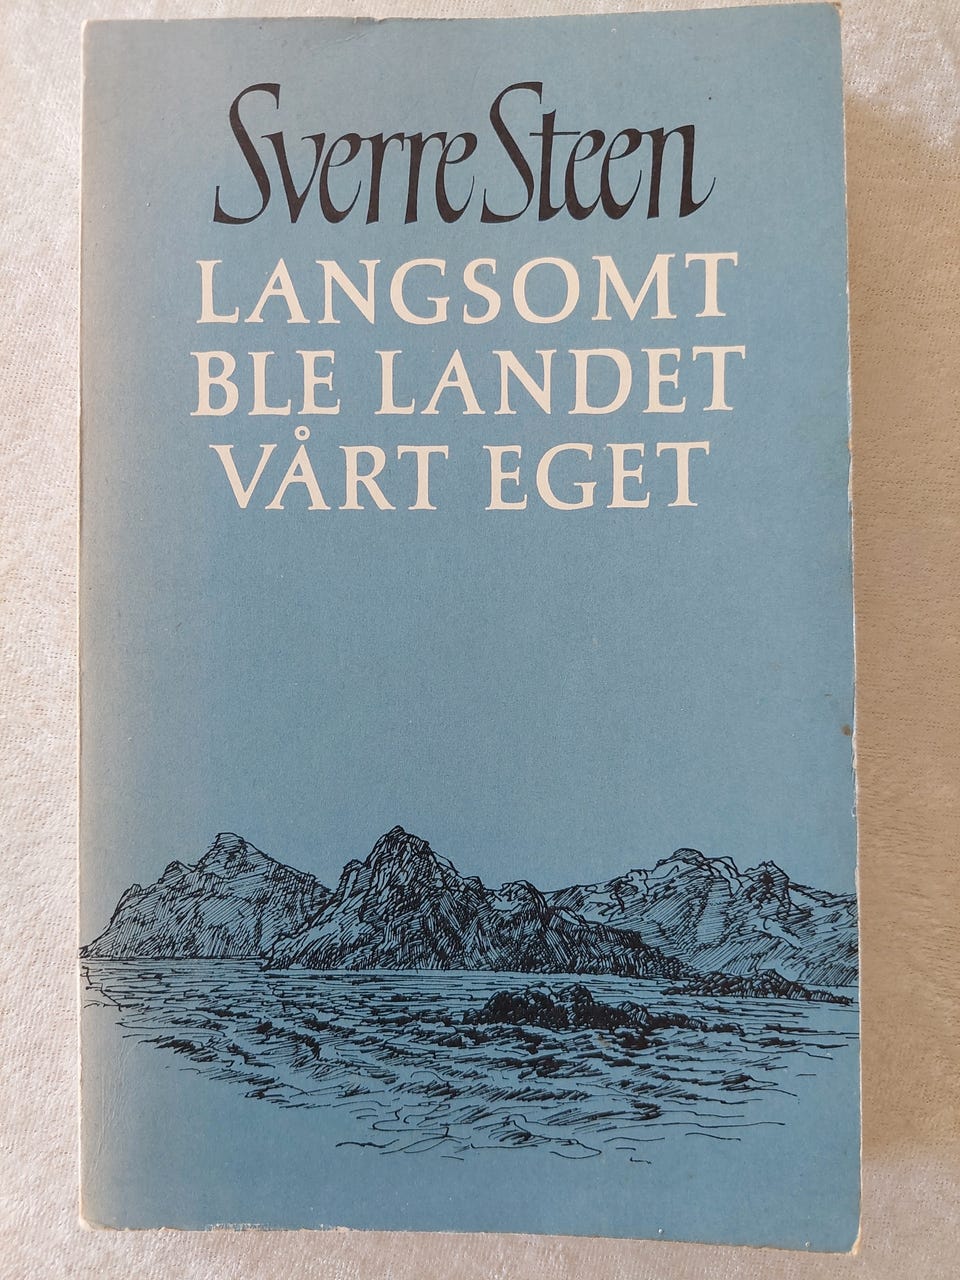 Sverre Steen
LANGSOMT
BLE LANDET
VÅRT EGET